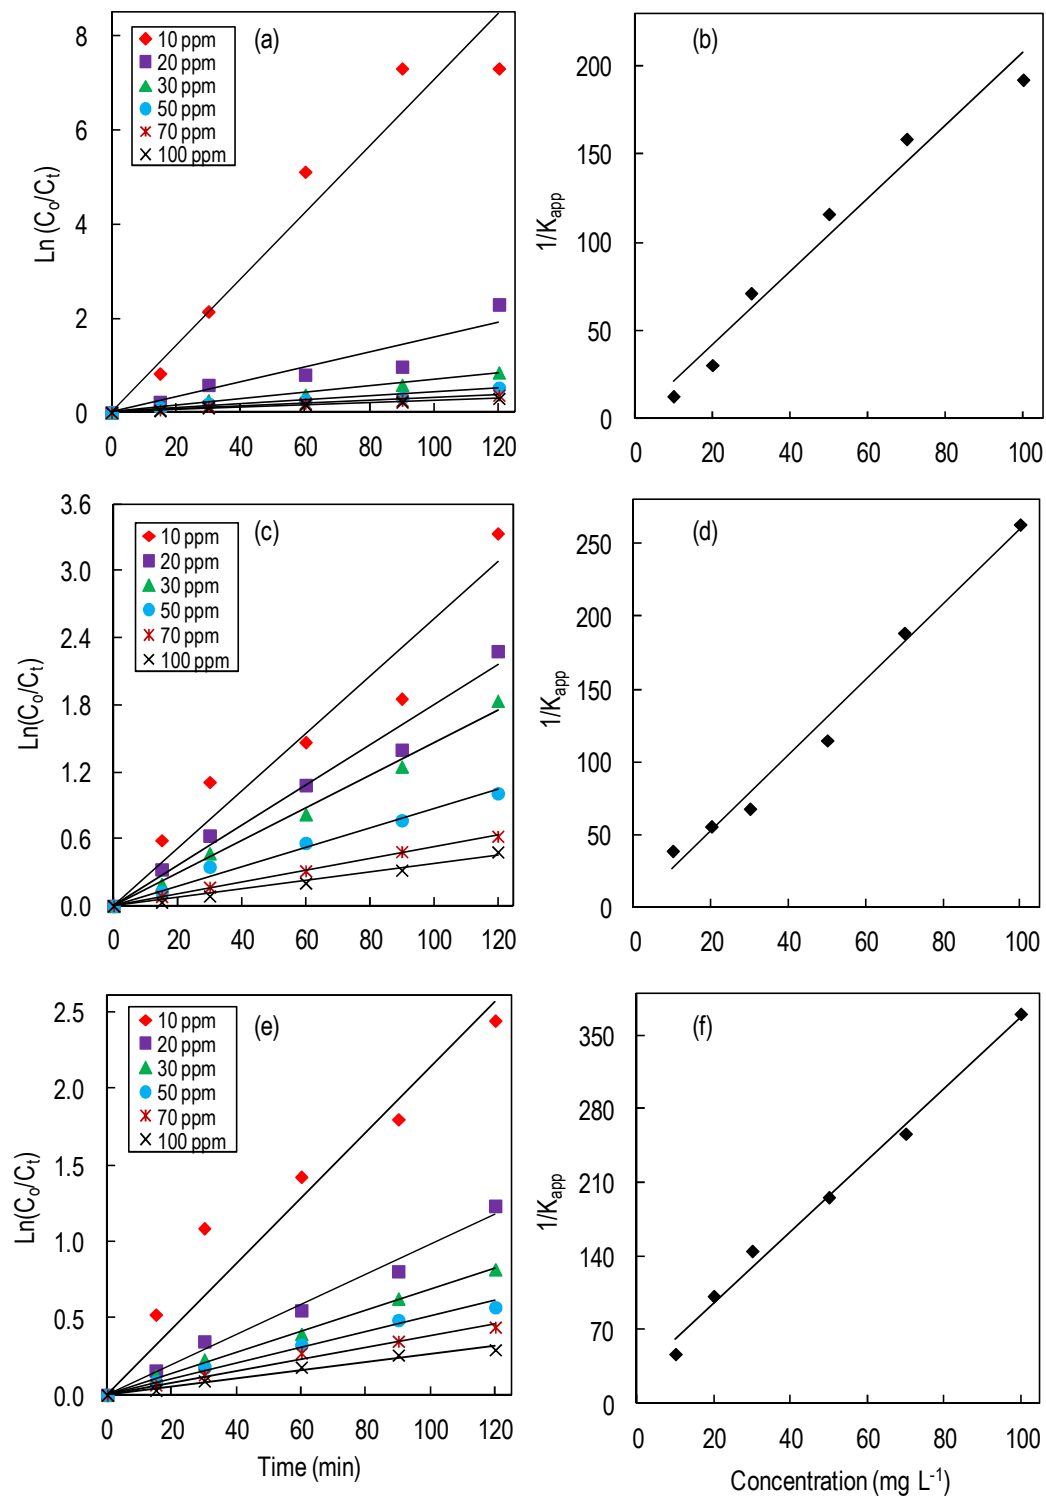 (a)
10 ppm
20 ppm
30 ppm
50 ppm
70 ppm
100 ppm
Ln (Co/Ct)
8
6
4
2
0
0 20 40 60 80 100 120
(b)
1/Kapp
200
150
100
50
0
0 20 40 60 80 100
(c)
10 ppm
20 ppm
30 ppm
50 ppm
70 ppm
100 ppm
Ln(Co/Ct)
3.6
3.0
2.4
1.8
1.2
0.6
0.0
0 20 40 60 80 100 120
(d)
1/Kapp
250
200
150
100
50
0
0 20 40 60 80 100
(e)
10 ppm
20 ppm
30 ppm
50 ppm
70 ppm
100 ppm
Ln(Co/Ct)
2.5
2.0
1.5
1.0
0.5
0.0
0 20 40 60 80 100 120
Time (min)
(f)
1/Kapp
350
280
210
140
70
0
0 20 40 60 80 100
Concentration (mg L-1)